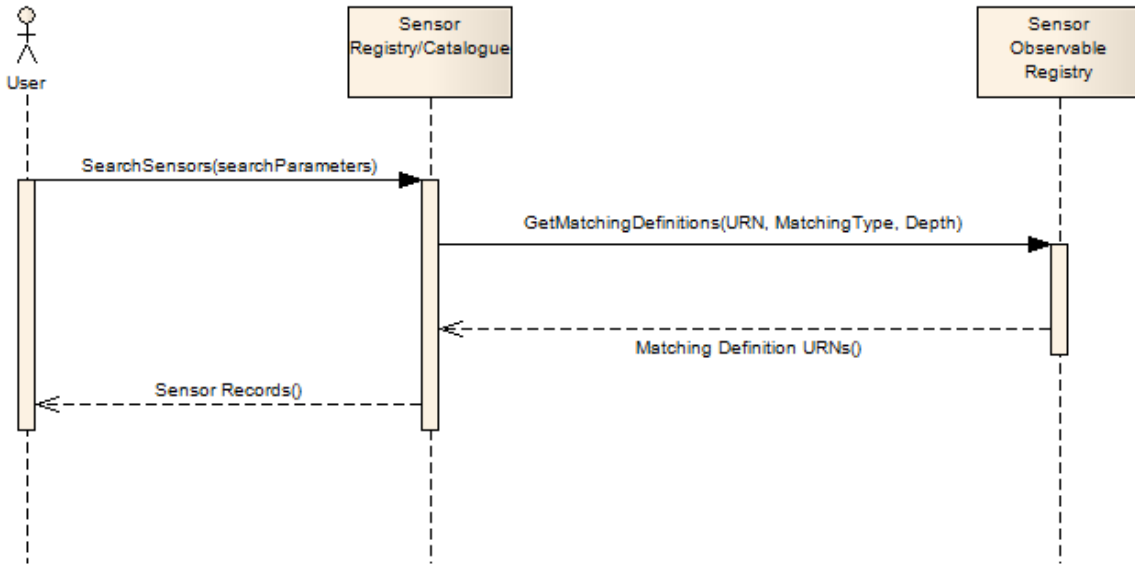 Sensor
Registry/Catalogue
Sensor
Observable
Registry
User
SearchSensors(searchParameters)
GetMatchingDefinitions(URN, MatchingType, Depth)
Matching Definition URNs()
Sensor Records()